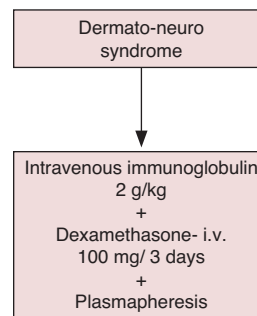 Dermato-neuro
syndrome
Intravenous immunoglobulin
2 g/kg
+
Dexamethasone- i.v.
100 mg/ 3 days
+
Plasmapheresis